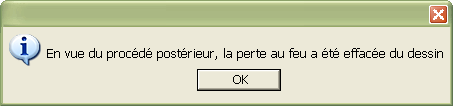 En vue du procédé postérieur, la perte au feu a été effacée du dessin
OK